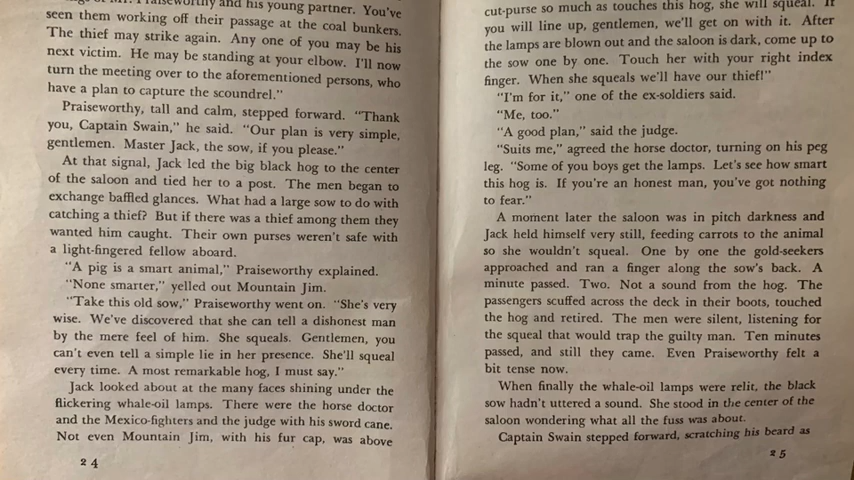 Praiseworthy and his young partner. You've
seen them working off their passage at the coal bunkers.
The thief may strike again. Any one of you may be his
next victim. He may be standing at your elbow. I'll now
turn the meeting over to the aforementioned persons, who
have a plan to capture the scoundrel."
Praiseworthy, tall and calm, stepped forward. "Thank
you, Captain Swain," he said. "Our plan is very simple,
gentlemen. Master Jack, the sow, if you please."
At that signal, Jack led the big black hog to the center
of the saloon and tied her to a post. The men began to
exchange baffled glances. What had a large sow to do with
catching a thief? But if there was a thief among them they
wanted him caught. Their own purses weren't safe with
a light-fingered fellow aboard.
"A pig is a smart animal," Praiseworthy explained.
"None smarter," yelled out Mountain Jim.
"Take this old sow," Praiseworthy went on. "She's very
wise. We've discovered that she can tell a dishonest man
by the mere feel of him. She squeals. Gentlemen, you
can't even tell a simple lie in her presence. She'll squeal
every time. A most remarkable hog, I must say."
Jack looked about at the many faces shining under the
flickering whale-oil lamps. There were the horse doctor
and the Mexico-fighters and the judge with his sword cane.
Not even Mountain Jim, with his fur cap, was above
24
cut-purse so much as touches this hog, she will squeal. If
you will line up, gentlemen, we'll get on with it. After
the lamps are blown out and the saloon is dark, come up to
the sow one by one. Touch her with your right index
finger. When she squeals we'll have our thief!"
"I'm for it," one of the ex-soldiers said.
"Me, too."
"A good plan," said the judge.
"Suits me," agreed the horse doctor, turning on his peg
leg. "Some of you boys get the lamps. Let's see how smart
this hog is. If you're an honest man, you've got nothing
to fear."
A moment later the saloon was in pitch darkness and
Jack held himself very still, feeding carrots to the animal
so she wouldn't squeal. One by one the gold-seekers
approached and ran a finger along the sow's back. A
minute passed. Two. Not a sound from the hog. The
passengers scuffed across the deck in their boots, touched
the hog and retired. The men were silent, listening for
the squeal that would trap the guilty man. Ten minutes
passed, and still they came. Even Praiseworthy felt a
bit tense now.
When finally the whale-oil lamps were relit, the black
sow hadn't uttered a sound. She stood in the center of the
saloon wondering what all the fuss was about.
Captain Swain stepped forward, scratching his beard as
25